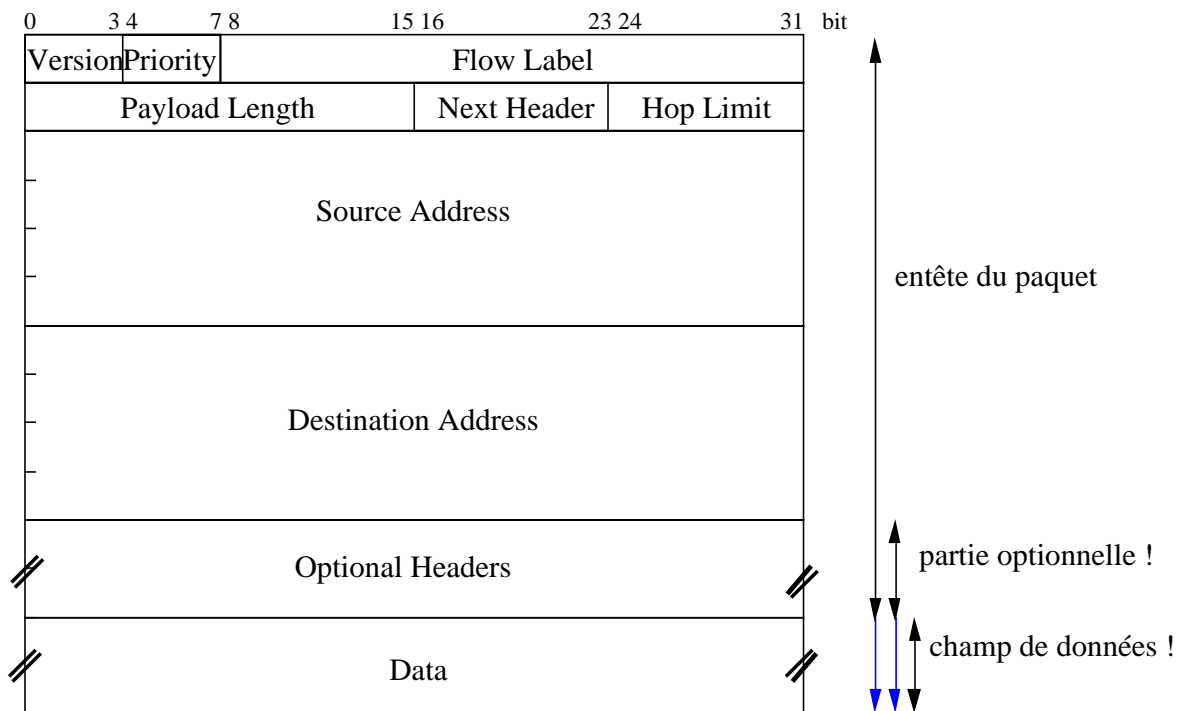 0 3 4 7 8 15 16 23 24 31 bit
Version Priority Flow Label
Payload Length Next Header Hop Limit
Source Address
entête du paquet
Destination Address
Optional Headers
partie optionnelle !
champ de données !
Data